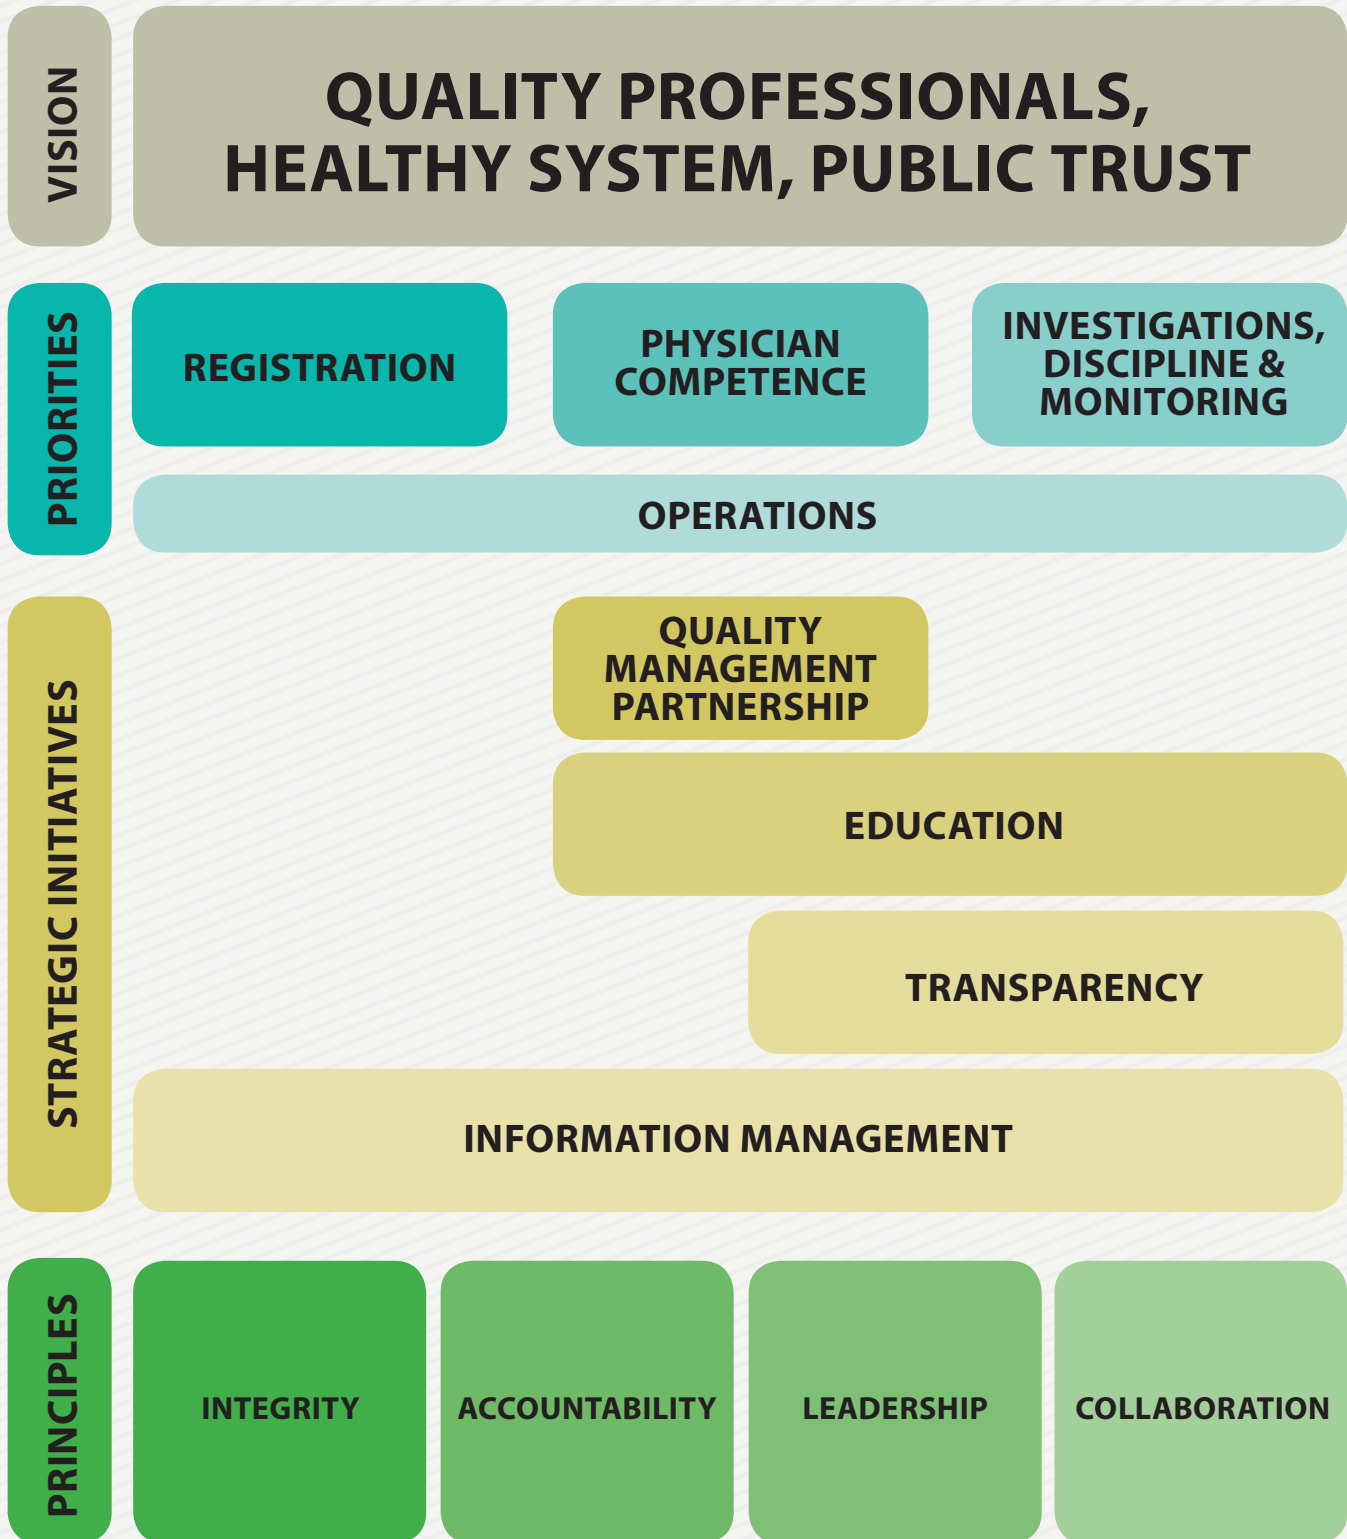 VISION
QUALITY PROFESSIONALS,
HEALTHY SYSTEM, PUBLIC TRUST
PRIORITIES
REGISTRATION
PHYSICIAN
COMPETENCE
INVESTIGATIONS,
DISCIPLINE &
MONITORING
OPERATIONS
STRATEGIC INITIATIVES
QUALITY
MANAGEMENT
PARTNERSHIP
EDUCATION
TRANSPARENCY
INFORMATION MANAGEMENT
PRINCIPLES
INTEGRITY
ACCOUNTABILITY
LEADERSHIP
COLLABORATION